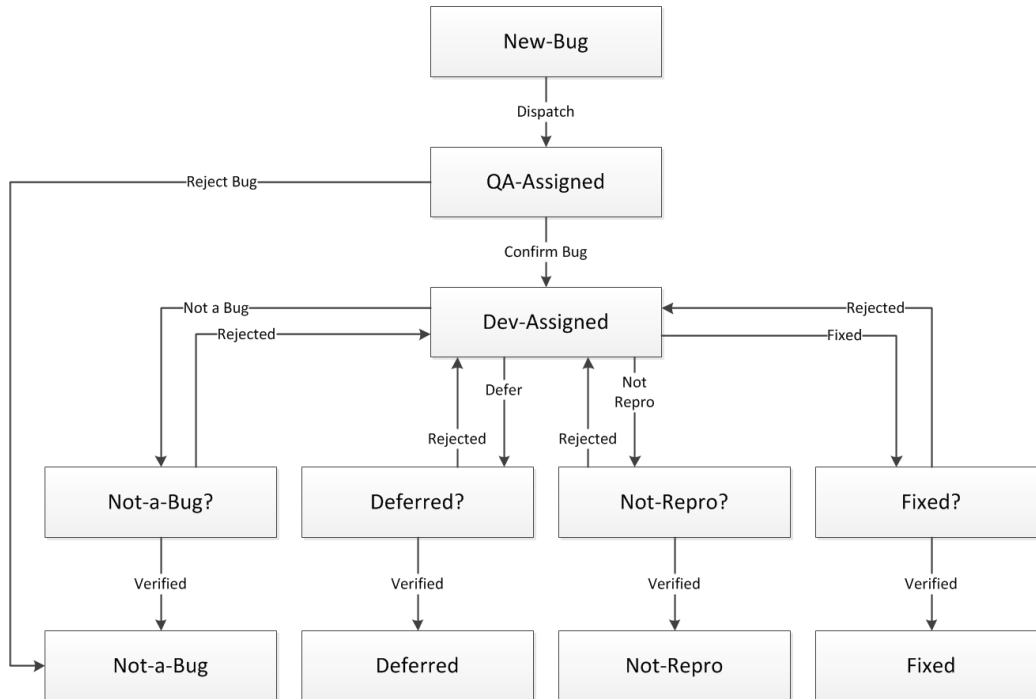 New-Bug
Dispatch
Reject Bug
QA-Assigned
Confirm Bug
Not a Bug
Dev-Assigned
Rejected
Rejected
Fixed
Defer
Not
Repro
Rejected
Rejected
Not-a-Bug?
Deferred?
Not-Repro?
Fixed?
Verified
Verified
Verified
Verified
Not-a-Bug
Deferred
Not-Repro
Fixed